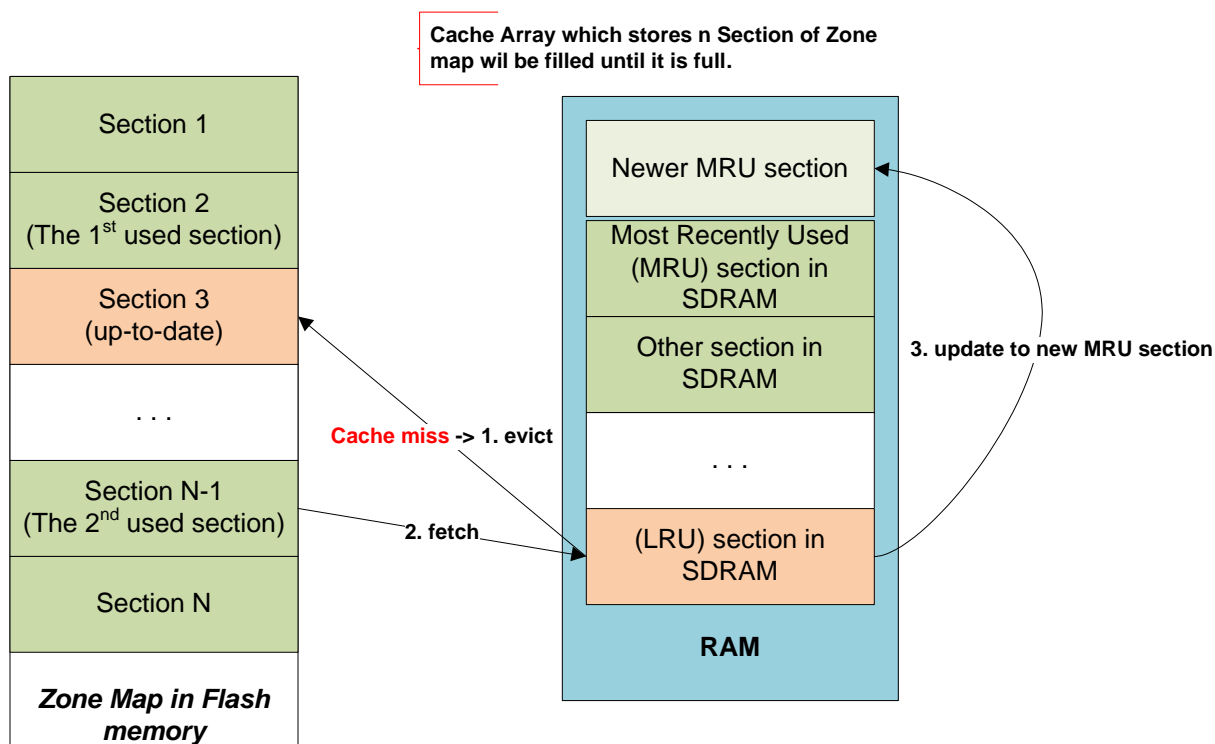 Cache Array which stores n Section of Zone
map wil be filled until it is full.
Section 1
Section 2
(The 1st used section)
Section 3
(up-to-date)
. . .
Section N-1
(The 2nd used section)
Section N
Zone Map in Flash
memory
Cache miss -> 1. evict
2. fetch
Newer MRU section
Most Recently Used
(MRU) section in
SDRAM
Other section in
SDRAM
. . .
(LRU) section in
SDRAM
RAM
3. update to new MRU section